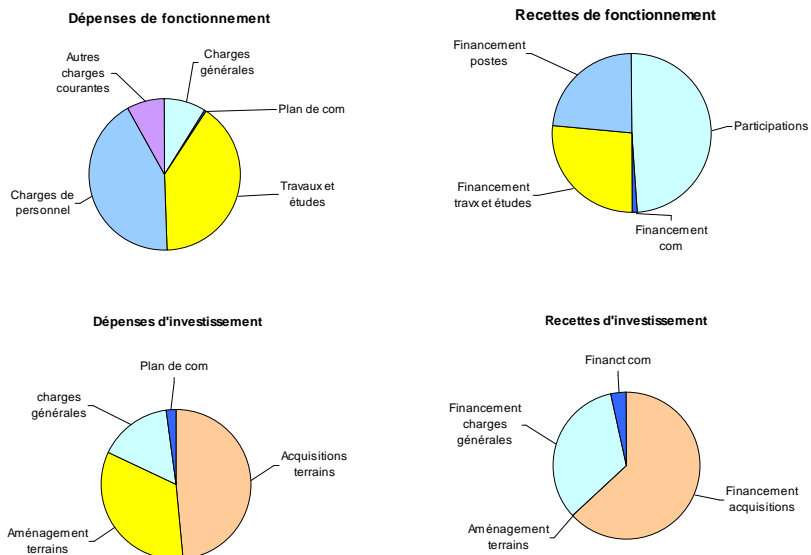 Dépenses de fonctionnement
Autres
charges
courantes
Charges
générales
Plan de com
Travaux et
études
Charges de
personnel
Recettes de fonctionnement
Financement
postes
Participations
Financement
travx et études
Financement
com
Dépenses d'investissement
Plan de com
charges
générales
Acquisitions
terrains
Aménagement
terrains
Recettes d'investissement
Financt com
Financement
charges
générales
Financement
acquisitions
Aménagement
terrains